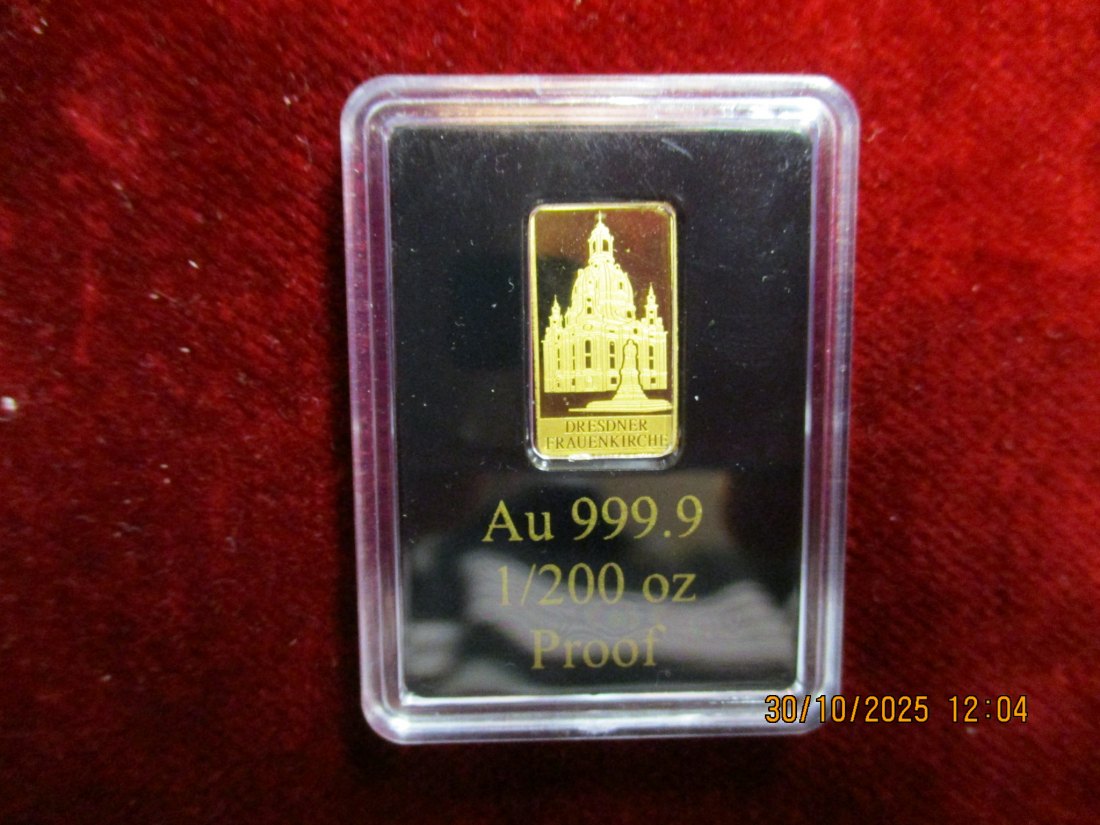 DRESDNER
FRAUENKIRCHE
Au 999.9
1/200 oz
Proof
30/10/2025 12:04